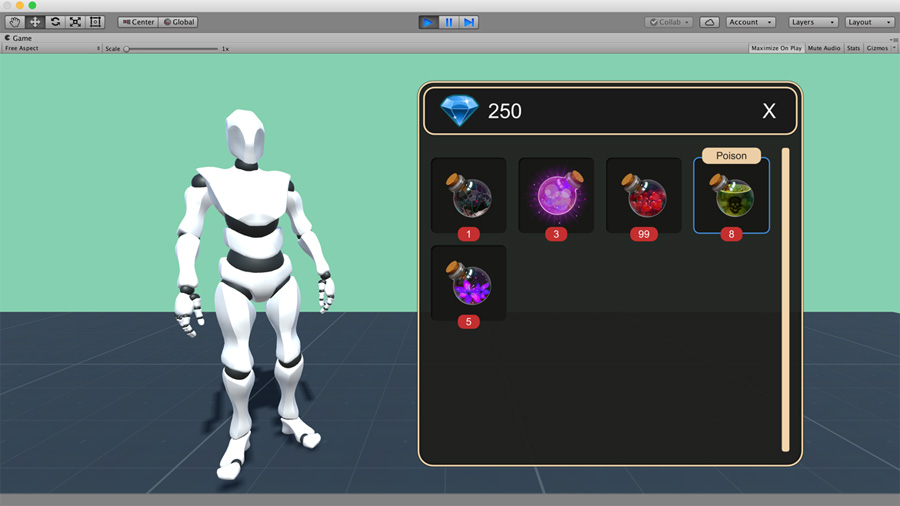 Center Global
Collab Account Layers Layout
Game
Free Aspect Scale 1x Maximize On Play Mute Audio Stats Gizmos
250 X
Poison
1 3 99 8
5